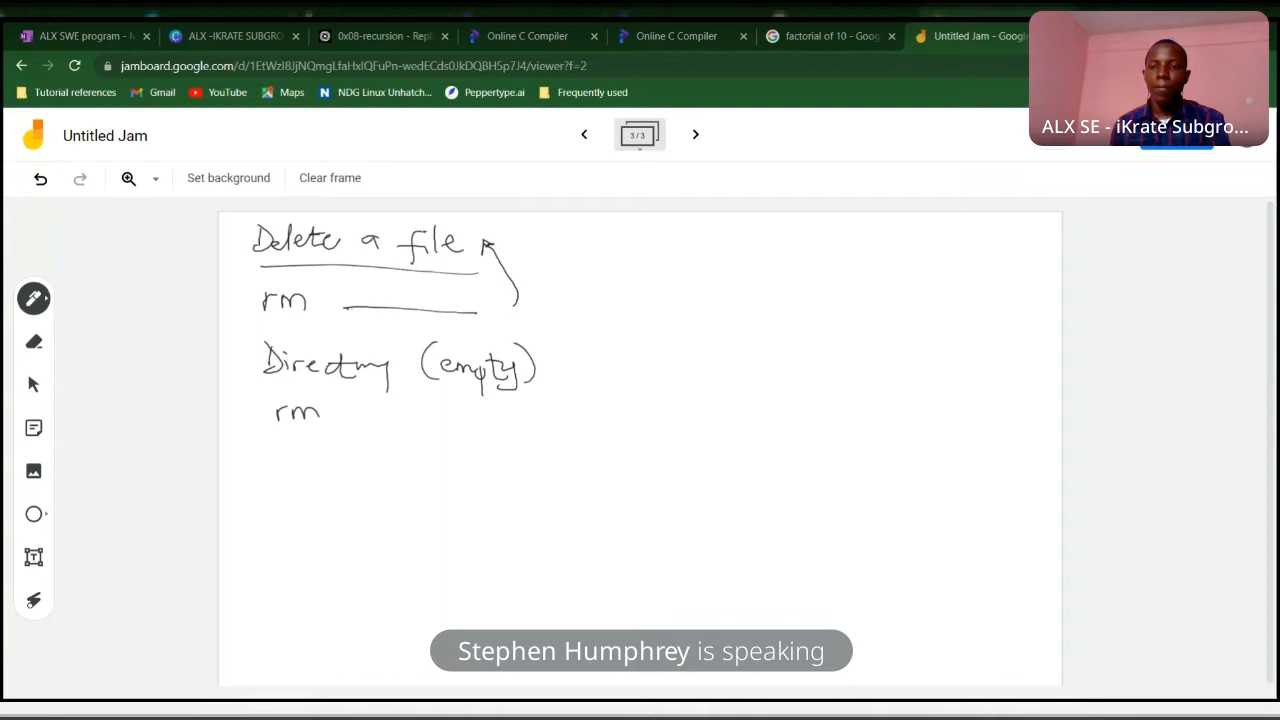 ALX SWE program - M
ALX -iKRATE SUBGRO
0x08-recursion - Repl
Online C Compiler
Online C Compiler
factorial of 10 - Goog
Untitled Jam - Google
jamboard.google.com/d/1EtWzI8JjNQmgLfaHxlQFuPn-wedECds0JkDQBH5p7J4/viewer?f=2
Tutorial references
Gmail
YouTube
Maps
NDG Linux Unhatch...
Peppertype.ai
Frequently used
ALX SE - iKrate Subgro...
Untitled Jam
3 / 3
Set background
Clear frame
Delete a file
rm
Directory (empty)
rm
Stephen Humphrey is speaking